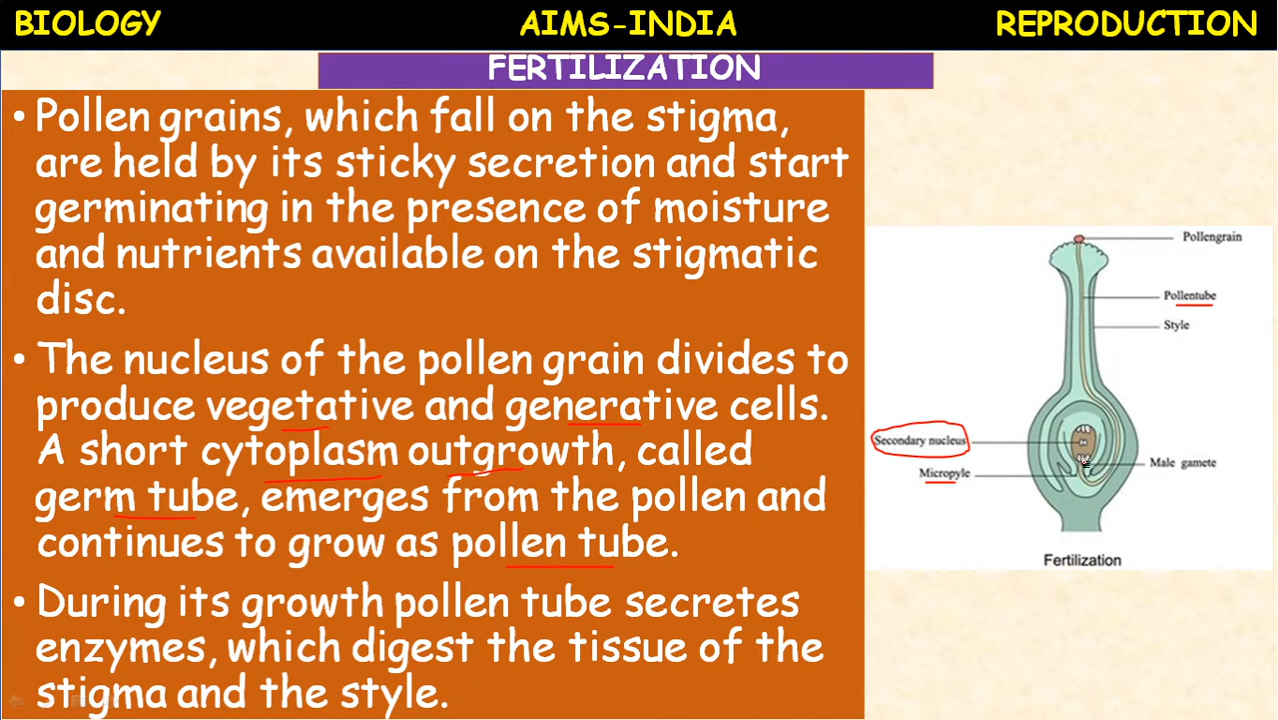 BIOLOGY AIMS-INDIA REPRODUCTION
FERTILIZATION
• Pollen grains, which fall on the stigma,
are held by its sticky secretion and start
germinating in the presence of moisture
and nutrients available on the stigmatic
disc.
• The nucleus of the pollen grain divides to
produce vegetative and generative cells.
A short cytoplasm outgrowth, called
germ tube, emerges from the pollen and
continues to grow as pollen tube.
• During its growth pollen tube secretes
enzymes, which digest the tissue of the
stigma and the style.
Pollengrain
Pollentube
Style
Secondary nucleus
Male gamete
Micropyle
Fertilization